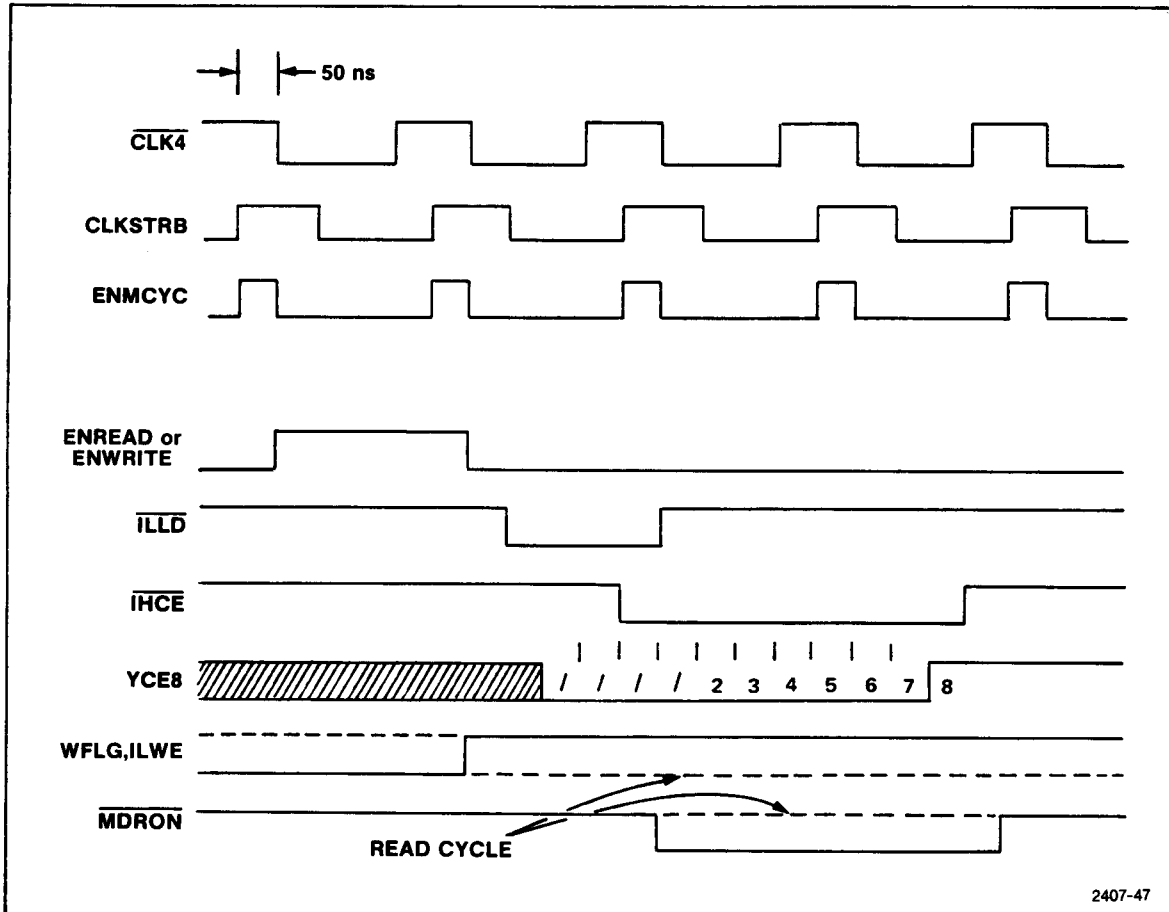 50 ns
CLK4
CLKSTRB
ENMCYC
ENREAD or
ENWRITE
ILLD
IHCE
YCE8
/ / / / 2 3 4 5 6 7 8
WFLG,ILWE
MDRON
READ CYCLE
2407-47